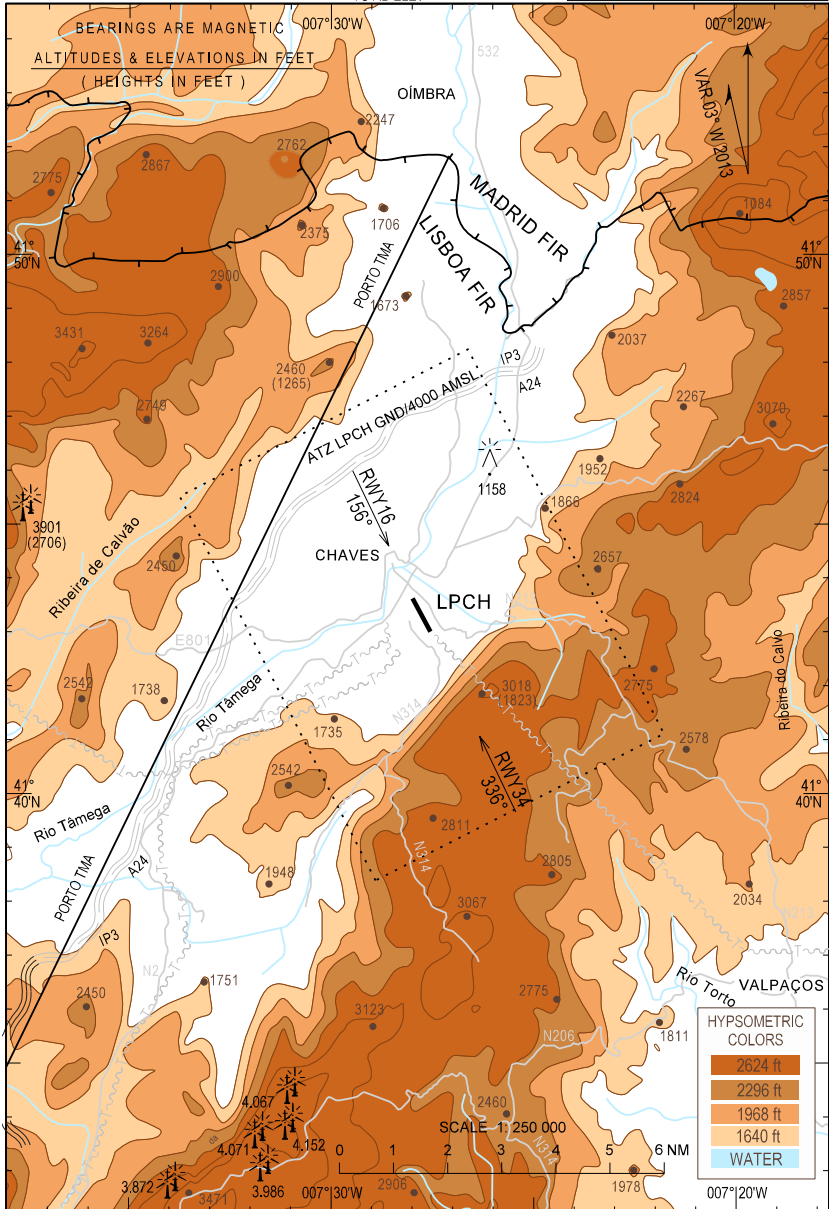 007°30'W
007°20'W
BEARINGS ARE MAGNETIC
ALTITUDES & ELEVATIONS IN FEET
( HEIGHTS IN FEET )
532
OÍMBRA
VAR 03° W 2013
2247
2762
2867
2775
1706
2375
1084
MADRID FIR
LISBOA FIR
PORTO TMA
41°
50'N
41°
50'N
2900
1673
2857
3431
3264
2037
2460
(1265)
IP3
A24
ATZ LPCH GND/4000 AMSL
2749
2267
3070
RWY16
156°
1952
1158
1866
2824
3901
(2706)
Ribeira de Calvão
2450
CHAVES
2657
LPCH
E801
Rio Tâmega
2542
1738
N314
3018
(1823)
2775
Ribeira do Calvo
1735
2578
RWY34
336°
2542
41°
40'N
41°
40'N
Rio Tâmega
2811
N314
PORTO TMA
A24
1948
2805
2034
N213
3067
IP3
N2
1751
Rio Torto
VALPAÇOS
2450
2775
3123
N206
1811
HYPSOMETRIC
COLORS
2624 ft
2296 ft
1968 ft
1640 ft
WATER
4.067
2460
SCALE 1:250 000
4.071
4.152
N314
da
0
1
2
3
4
5
6 NM
3.872
3.986
3471
2906
1978
007°30'W
007°20'W